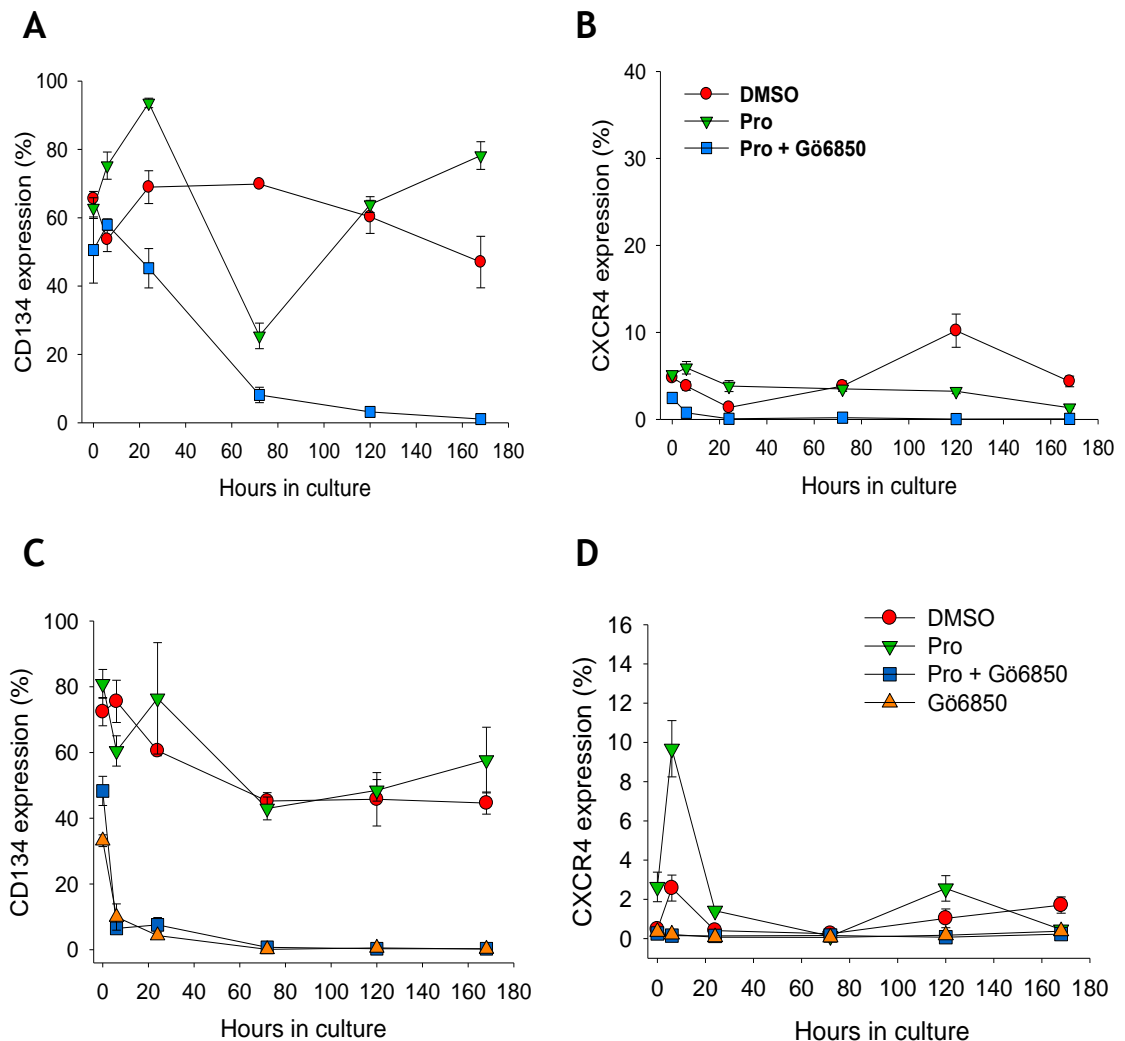 A
CD134 expression (%)
100
80
60
40
20
0
0 20 40 60 80 100 120 140 160 180
Hours in culture
B
CXCR4 expression (%)
40
30
20
10
0
DMSO
Pro
Pro + Gö6850
0 20 40 60 80 100 120 140 160 180
Hours in culture
C
CD134 expression (%)
100
80
60
40
20
0
0 20 40 60 80 100 120 140 160 180
Hours in culture
D
CXCR4 expression (%)
16
14
12
10
8
6
4
2
0
DMSO
Pro
Pro + Gö6850
Gö6850
0 20 40 60 80 100 120 140 160 180
Hours in culture